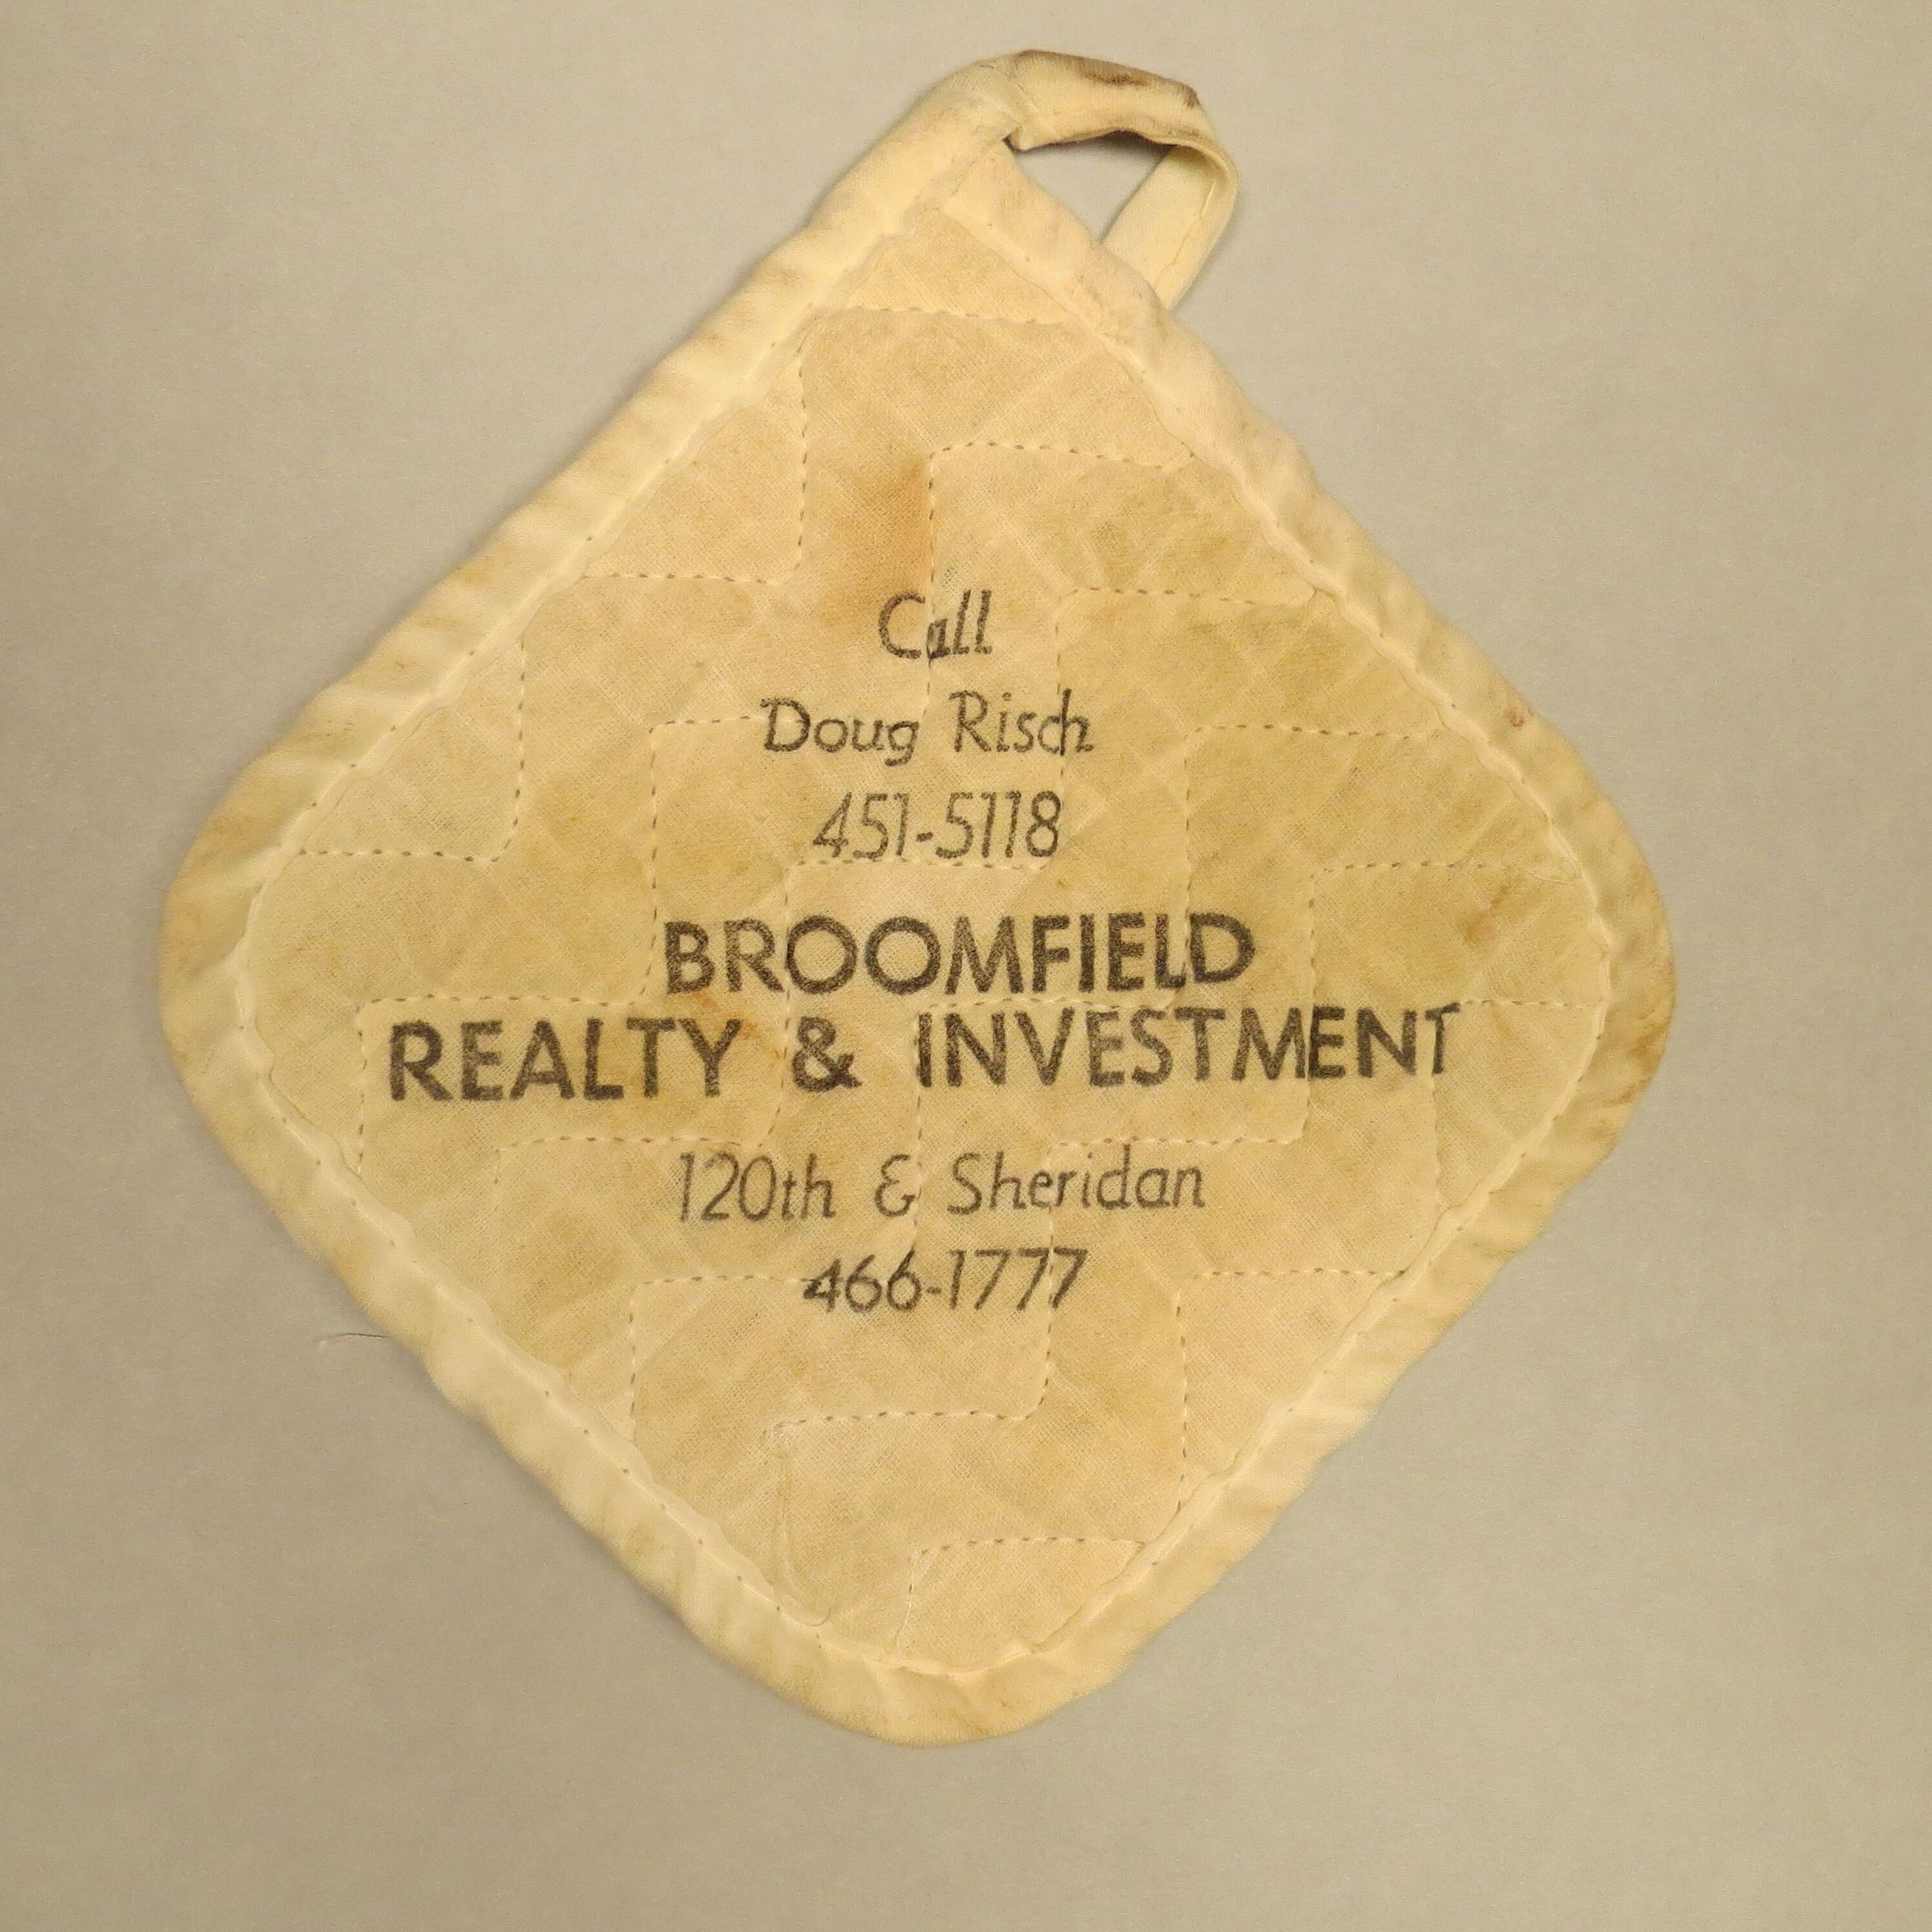 Call
Doug Risch
451-5118
BROOMFIELD
REALTY & INVESTMENT
120th & Sheridan
466-1777